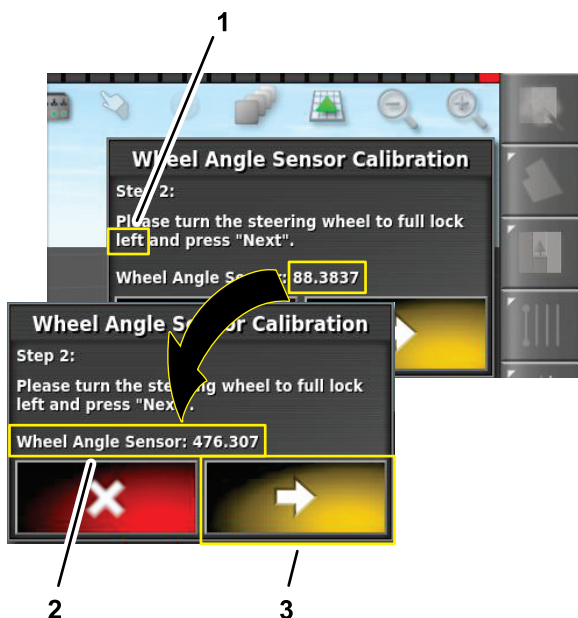 1
Wheel Angle Sensor Calibration
Step 2:
Please turn the steering wheel to full lock
left and press "Next".
Wheel Angle Sensor: 88.3837
Wheel Angle Sensor Calibration
Step 2:
Please turn the steering wheel to full lock
left and press "Next".
Wheel Angle Sensor: 476.307
2
3